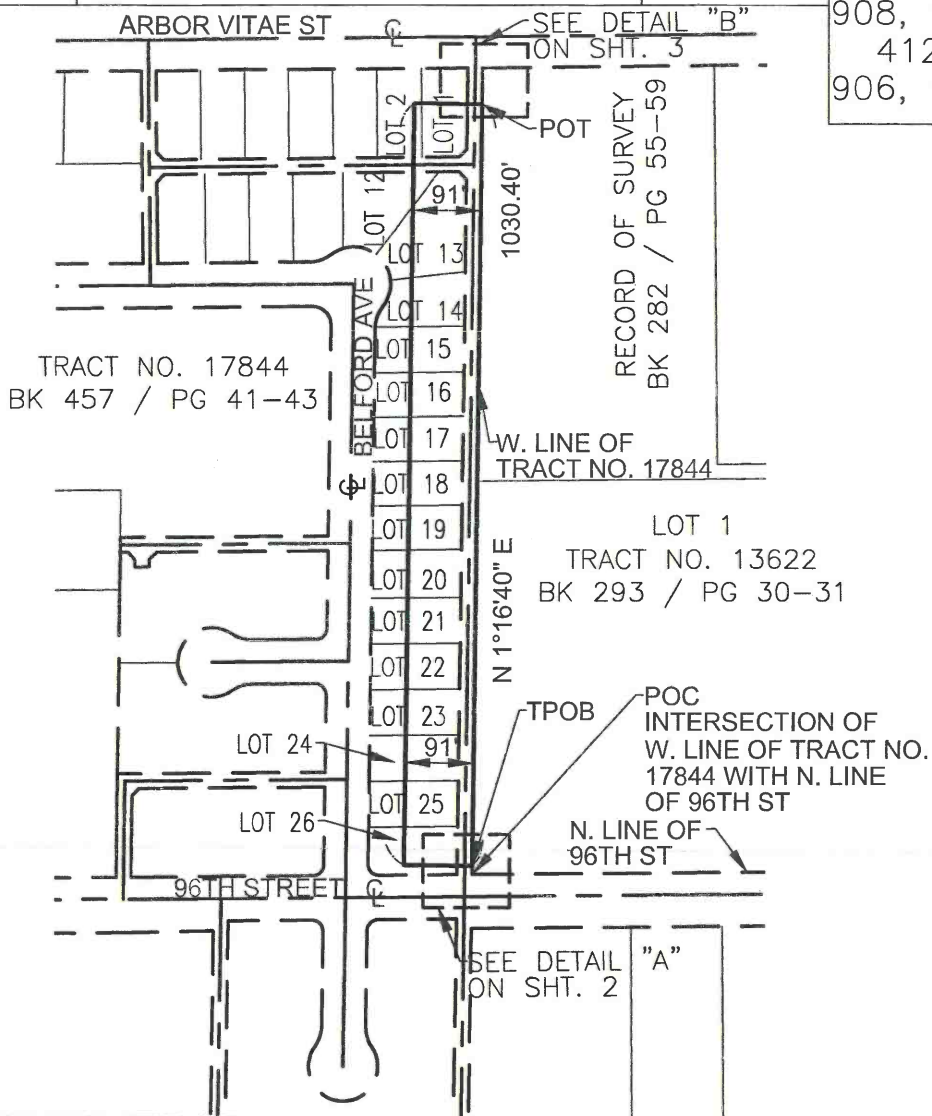 908,
412
906,
ARBOR VITAE ST
℄
SEE DETAIL "B"
ON SHT. 3
LOT 2
LOT 1
POT
RECORD OF SURVEY
BK 282 / PG 55-59
1030.40'
LOT 12
91'
LOT 13
LOT 14
LOT 15
LOT 16
LOT 17
LOT 18
LOT 19
LOT 20
LOT 21
LOT 22
LOT 23
BELFORD AVE
℄
TRACT NO. 17844
BK 457 / PG 41-43
W. LINE OF
TRACT NO. 17844
LOT 1
TRACT NO. 13622
BK 293 / PG 30-31
N 1°16'40" E
TPOB
POC
INTERSECTION OF
W. LINE OF TRACT NO.
17844 WITH N. LINE
OF 96TH ST
LOT 24
91'
LOT 25
LOT 26
N. LINE OF
96TH ST
96TH STREET
℄
SEE DETAIL "A"
ON SHT. 2